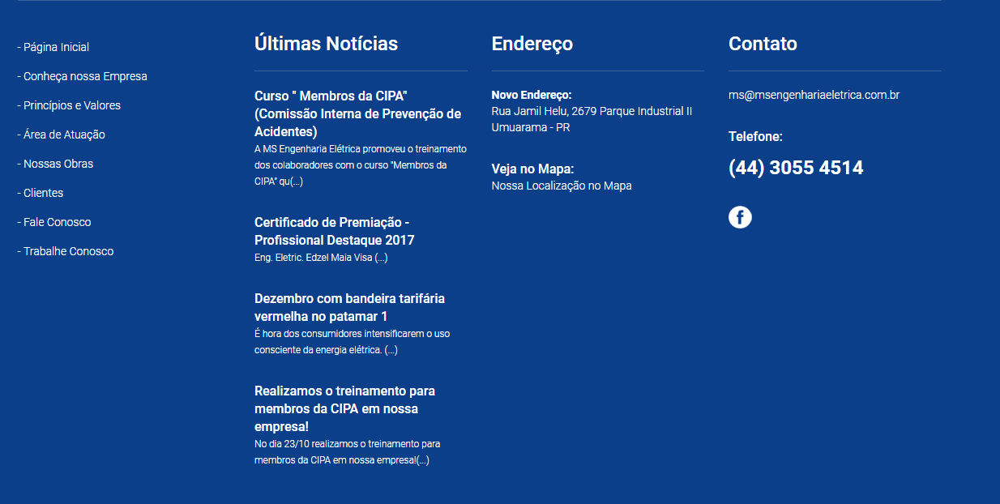 - Página Inicial
- Conheça nossa Empresa
- Princípios e Valores
- Área de Atuação
- Nossas Obras
- Clientes
- Fale Conosco
- Trabalhe Conosco
Últimas Notícias
Curso " Membros da CIPA"
(Comissão Interna de Prevenção de
Acidentes)
A MS Engenharia Elétrica promoveu o treinamento
dos colaboradores com o curso "Membros da
CIPA" qu(...)
Certificado de Premiação -
Profissional Destaque 2017
Eng. Eletric. Edzel Maia Visa (...)
Dezembro com bandeira tarifária
vermelha no patamar 1
É hora dos consumidores intensificarem o uso
consciente da energia elétrica. (...)
Realizamos o treinamento para
membros da CIPA em nossa
empresa!
No dia 23/10 realizamos o treinamento para
membros da CIPA em nossa empresa!(...)
Endereço
Novo Endereço:
Rua Jamil Helu, 2679 Parque Industrial II
Umuarama - PR
Veja no Mapa:
Nossa Localização no Mapa
Contato
ms@msengenhariaeletrica.com.br
Telefone:
(44) 3055 4514